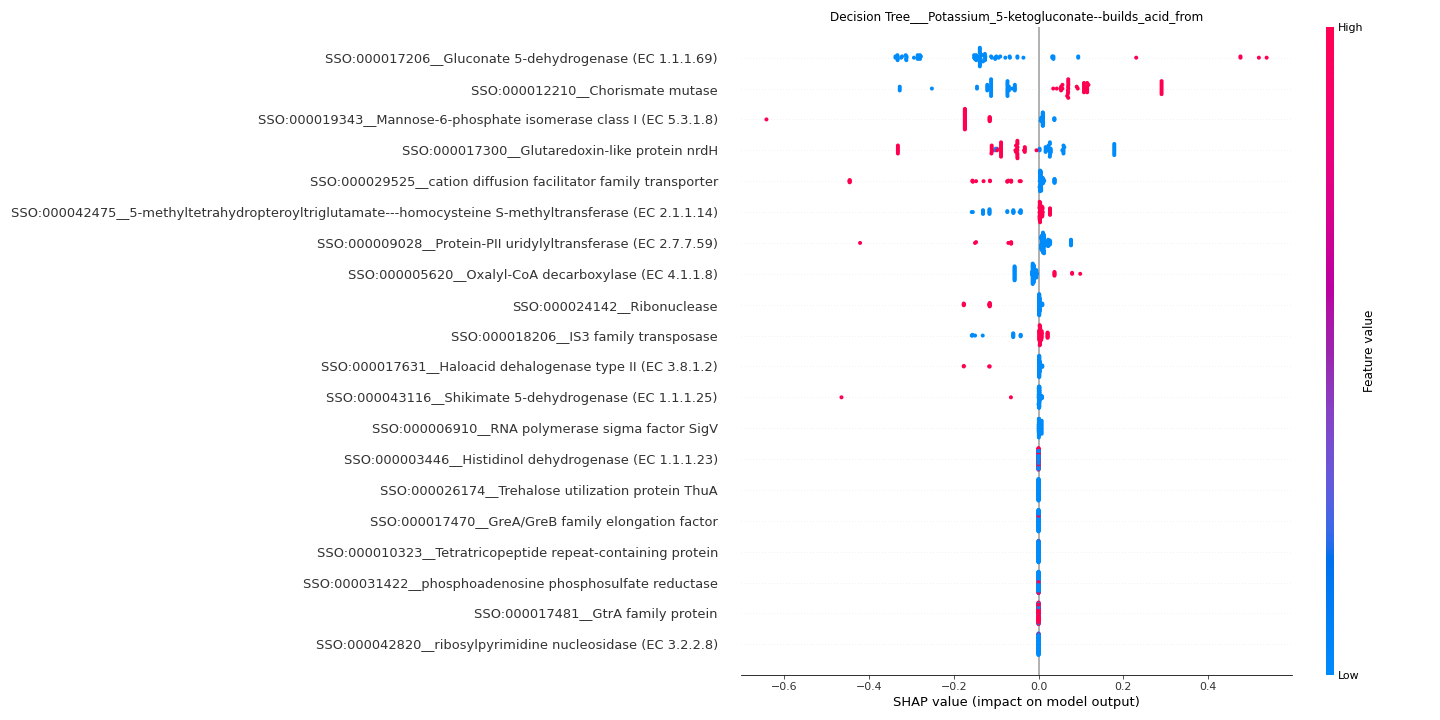 Decision Tree___Potassium_5-ketogluconate--builds_acid_from
High
SSO:000017206__Gluconate 5-dehydrogenase (EC 1.1.1.69)
SSO:000012210__Chorismate mutase
SSO:000019343__Mannose-6-phosphate isomerase class I (EC 5.3.1.8)
SSO:000017300__Glutaredoxin-like protein nrdH
SSO:000029525__cation diffusion facilitator family transporter
SSO:000042475__5-methyltetrahydropteroyltriglutamate---homocysteine S-methyltransferase (EC 2.1.1.14)
SSO:000009028__Protein-PII uridylyltransferase (EC 2.7.7.59)
SSO:000005620__Oxalyl-CoA decarboxylase (EC 4.1.1.8)
SSO:000024142__Ribonuclease
SSO:000018206__IS3 family transposase
SSO:000017631__Haloacid dehalogenase type II (EC 3.8.1.2)
SSO:000043116__Shikimate 5-dehydrogenase (EC 1.1.1.25)
SSO:000006910__RNA polymerase sigma factor SigV
SSO:000003446__Histidinol dehydrogenase (EC 1.1.1.23)
SSO:000026174__Trehalose utilization protein ThuA
SSO:000017470__GreA/GreB family elongation factor
SSO:000010323__Tetratricopeptide repeat-containing protein
SSO:000031422__phosphoadenosine phosphosulfate reductase
SSO:000017481__GtrA family protein
SSO:000042820__ribosylpyrimidine nucleosidase (EC 3.2.2.8)
Feature value
Low
−0.6 −0.4 −0.2 0.0 0.2 0.4
SHAP value (impact on model output)